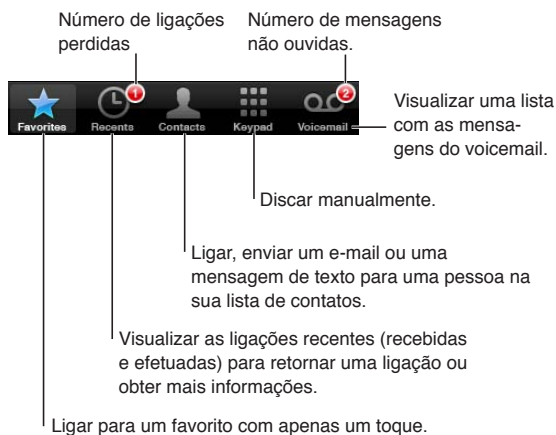 Número de ligações
perdidas
Número de mensagens
não ouvidas.
1
2
Favorites
Recents
Contacts
Keypad
Voicemail
Visualizar uma lista
com as mensa-
gens do voicemail.
Discar manualmente.
Ligar, enviar um e-mail ou uma
mensagem de texto para uma pessoa na
sua lista de contatos.
Visualizar as ligações recentes (recebidas
e efetuadas) para retornar uma ligação ou
obter mais informações.
Ligar para um favorito com apenas um toque.